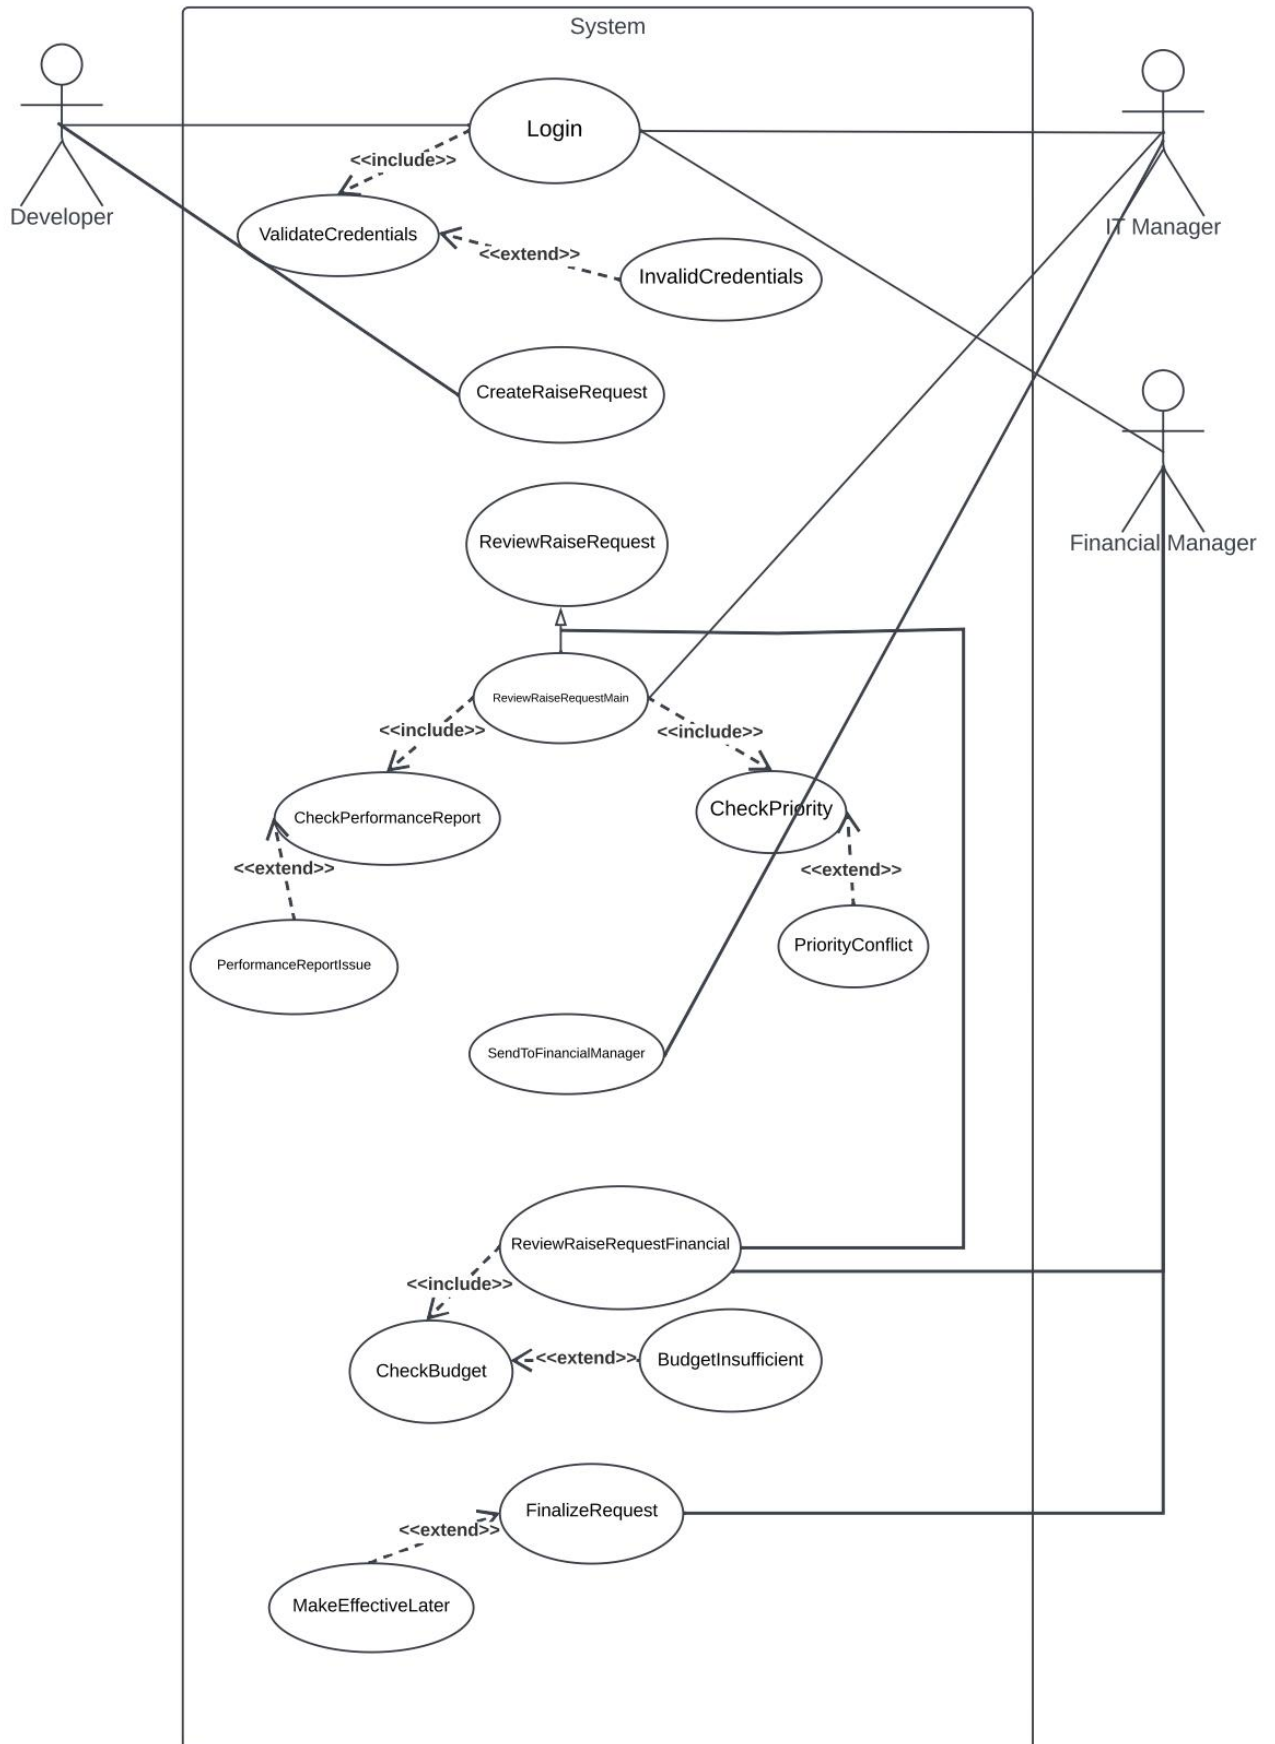 System
Login
<<include>>
Developer
IT Manager
ValidateCredentials
<<extend>>
InvalidCredentials
CreateRaiseRequest
ReviewRaiseRequest
Financial Manager
ReviewRaiseRequestMain
<<include>>
<<include>>
CheckPerformanceReport
CheckPriority
<<extend>>
<<extend>>
PerformanceReportIssue
PriorityConflict
SendToFinancialManager
ReviewRaiseRequestFinancial
<<include>>
CheckBudget
<<extend>>
BudgetInsufficient
FinalizeRequest
<<extend>>
MakeEffectiveLater